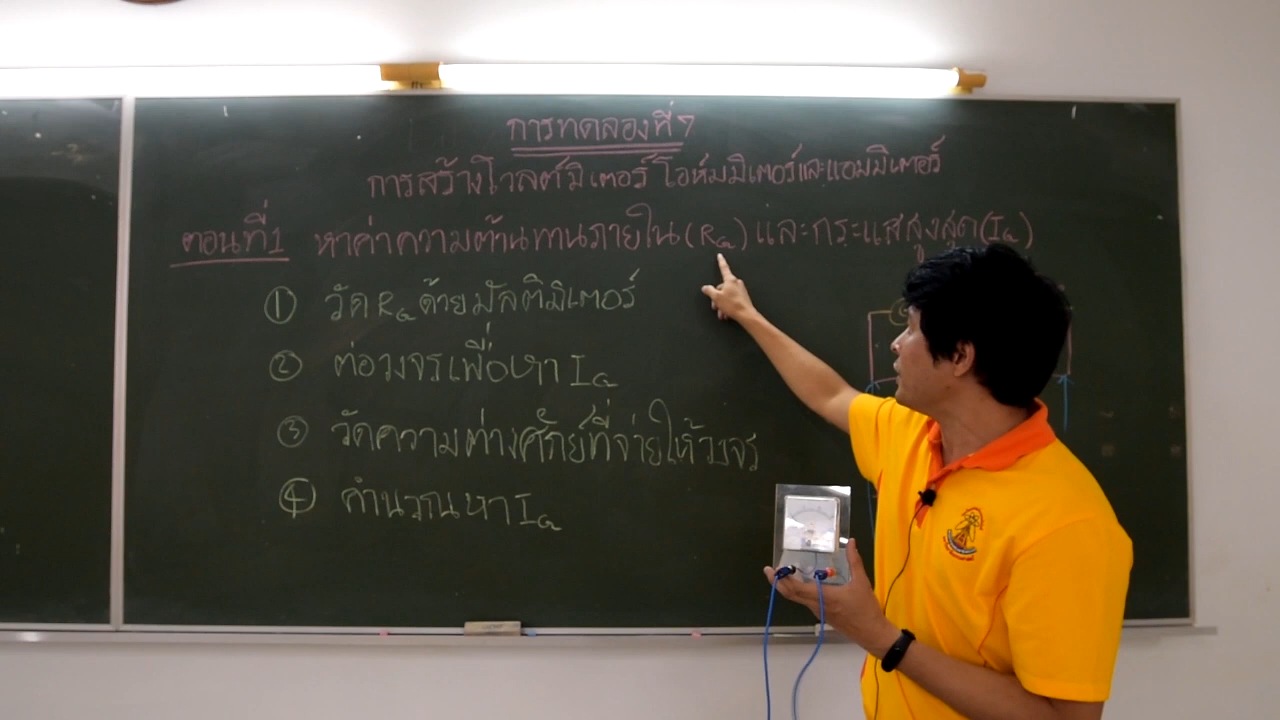 การทดลองที่ 7
การสร้างโวลต์มิเตอร์ โอห์มมิเตอร์และแอมมิเตอร์
ตอนที่1 หาค่าความต้านทานภายใน(RG) และกระแสสูงสุด(IG)
① วัด RG ด้วยมัลติมิเตอร์
② ต่อวงจรเพื่อหา IG
③ วัดความต่างศักย์ที่จ่ายให้วงจร
④ คำนวณหา IG